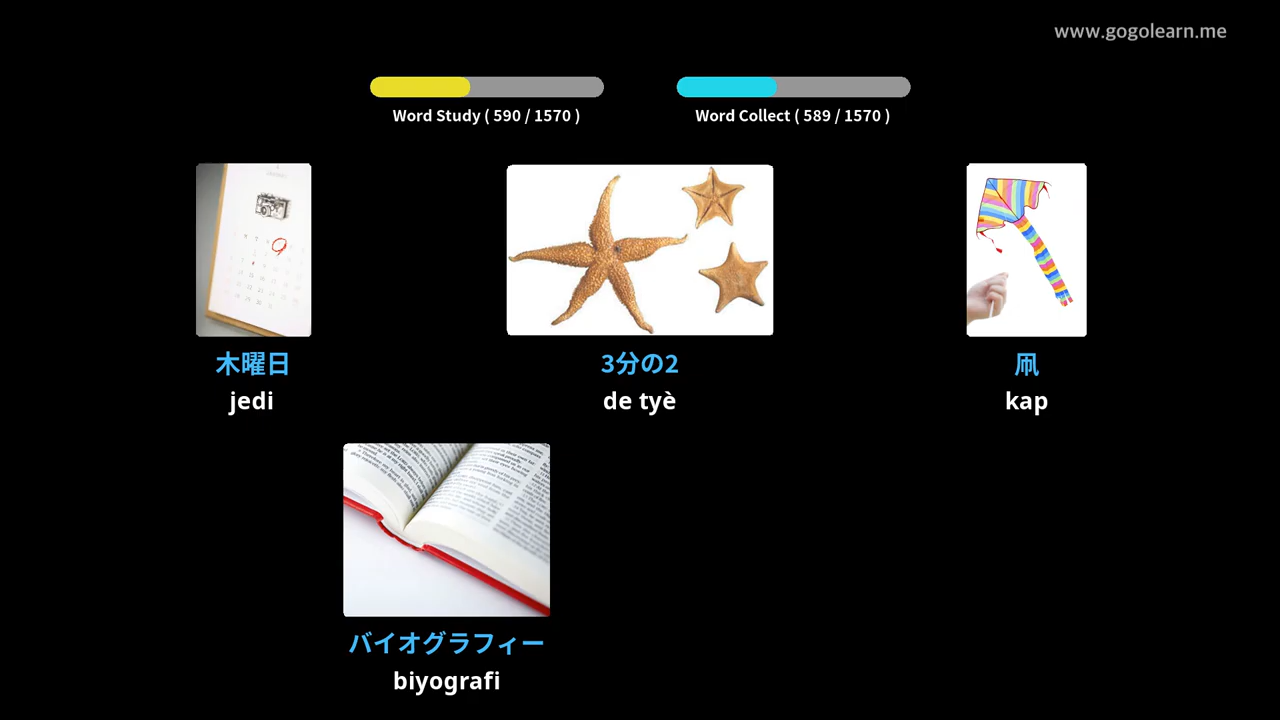 www.gogolearn.me
Word Study ( 590 / 1570 )
Word Collect ( 589 / 1570 )
木曜日
jedi
3分の2
de tyè
凧
kap
バイオグラフィー
biyografi